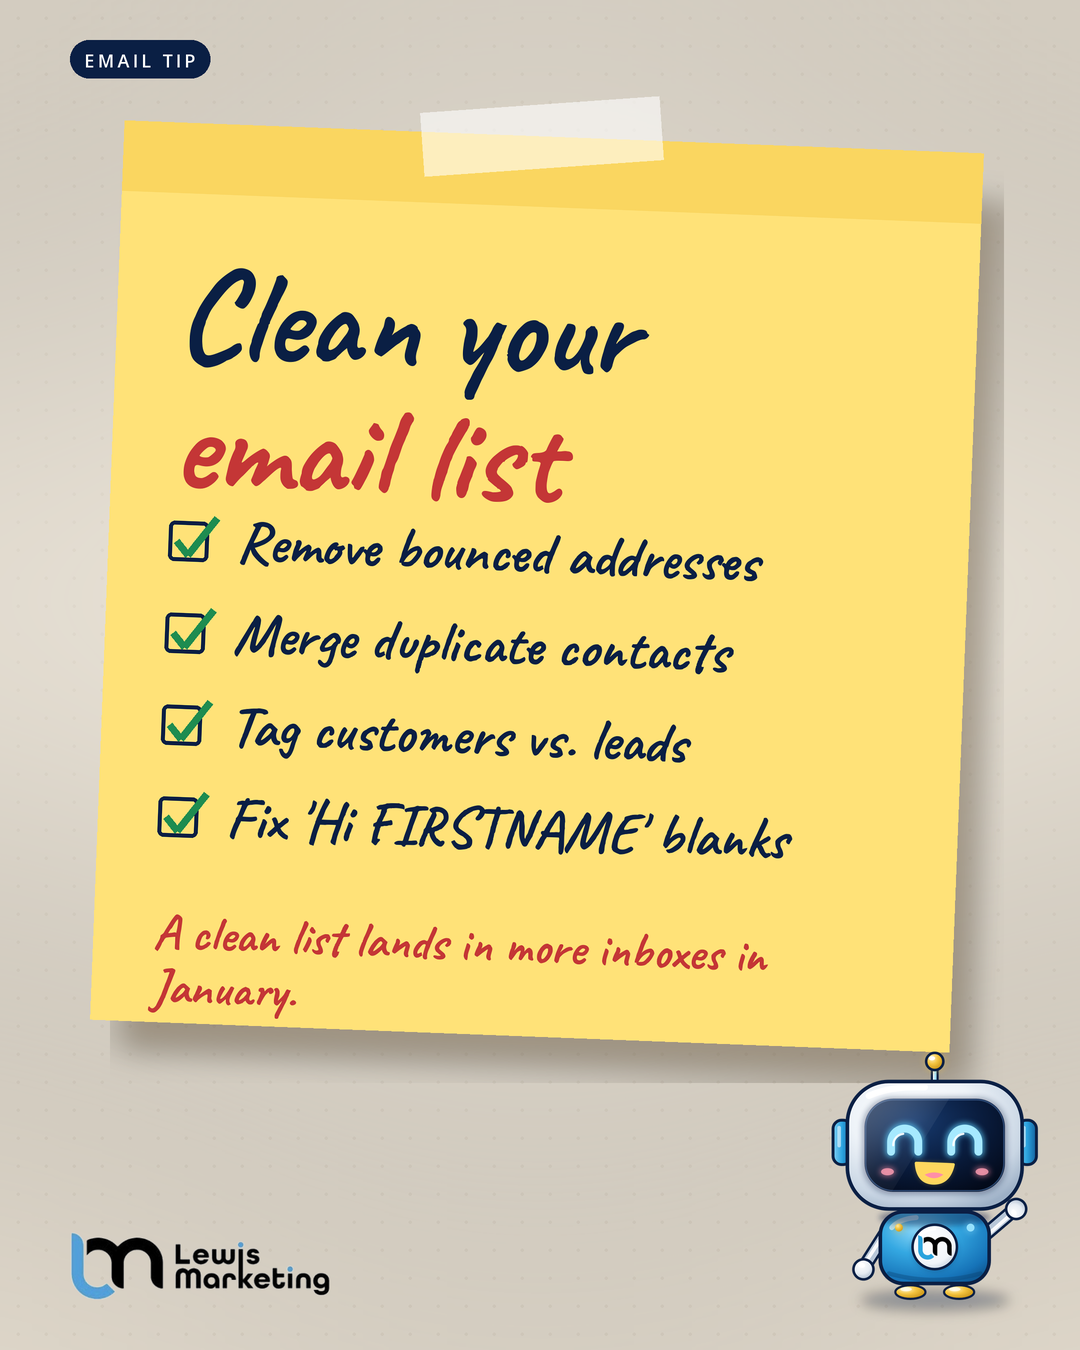 EMAIL TIP
Clean your
email list
Remove bounced addresses
Merge duplicate contacts
Tag customers vs. leads
Fix 'Hi FIRSTNAME' blanks
A clean list lands in more inboxes in
January.
Lewis
Marketing